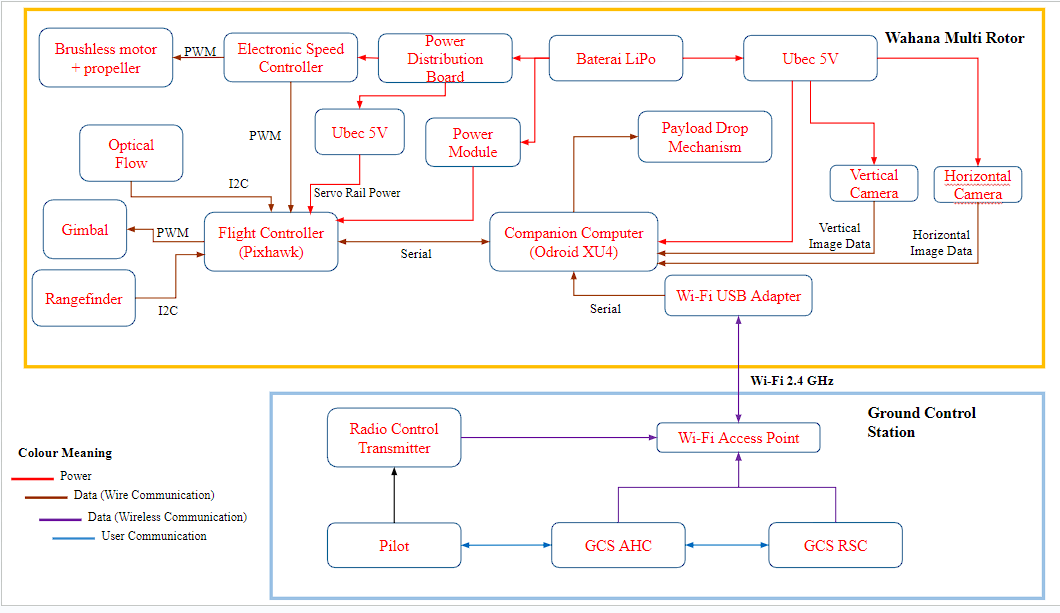 Wahana Multi Rotor
Brushless motor
+ propeller
PWM
Electronic Speed
Controller
Power
Distribution
Board
Baterai LiPo
Ubec 5V
Optical
Flow
PWM
Ubec 5V
Power
Module
Payload Drop
Mechanism
Vertical
Camera
Horizontal
Camera
I2C
Servo Rail Power
Gimbal
PWM
Flight Controller
(Pixhawk)
Serial
Companion Computer
(Odroid XU4)
Vertical
Image Data
Horizontal
Image Data
Rangefinder
I2C
Serial
Wi-Fi USB Adapter
Wi-Fi 2.4 GHz
Ground Control
Station
Radio Control
Transmitter
Wi-Fi Access Point
Pilot
GCS AHC
GCS RSC
Colour Meaning
Power
Data (Wire Communication)
Data (Wireless Communication)
User Communication